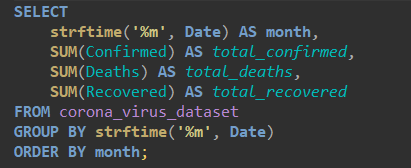 SELECT
    strftime('%m', Date) AS month,
    SUM(Confirmed) AS total_confirmed,
    SUM(Deaths) AS total_deaths,
    SUM(Recovered) AS total_recovered
FROM corona_virus_dataset
GROUP BY strftime('%m', Date)
ORDER BY month;